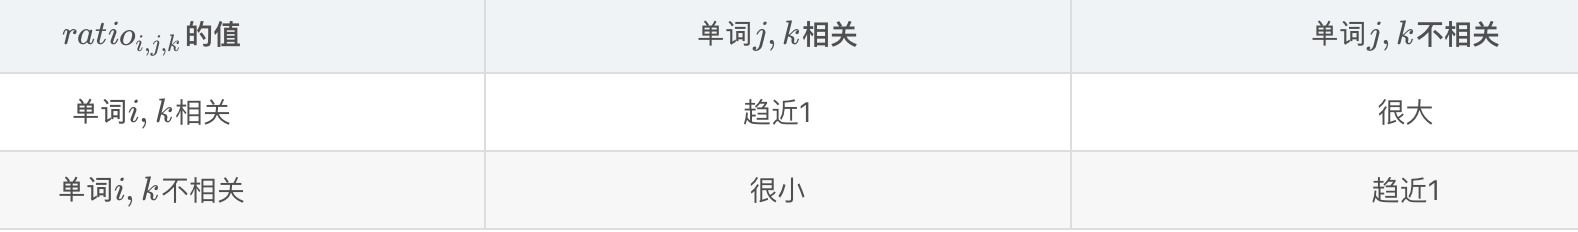 ratio_{i,j,k}的值 单词j, k相关 单词j, k不相关
单词i, k相关 趋近1 很大
单词i, k不相关 很小 趋近1